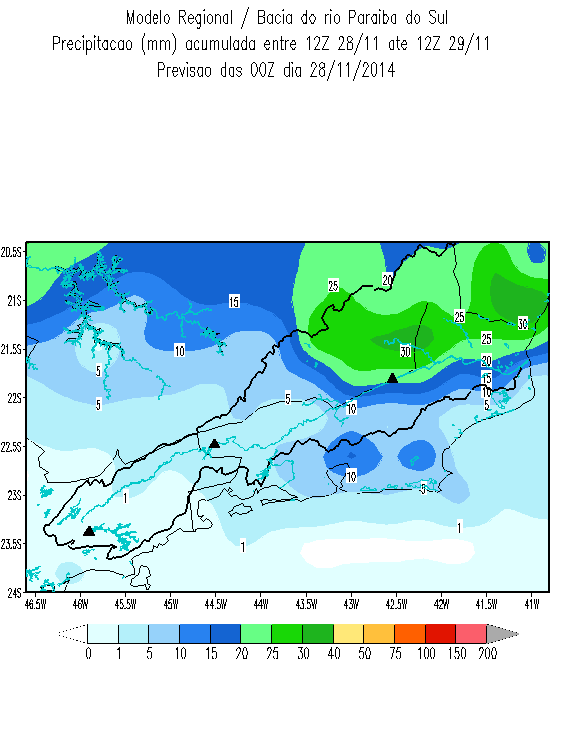 Modelo Regional / Bacia do rio Paraiba do Sul
Precipitacao (mm) acumulada entre 12Z 28/11 ate 12Z 29/11
Previsao das 00Z dia 28/11/2014
20.5S
21S
21.5S
22S
22.5S
23S
23.5S
24S
25
20
15
25
30
25
10
30
20
5
15
5
10
5
10
5
10
5
1
1
1
46.5W 46W 45.5W 45W 44.5W 44W 43.5W 43W 42.5W 42W 41.5W 41W
0 1 5 10 15 20 25 30 40 50 75 100 150 200